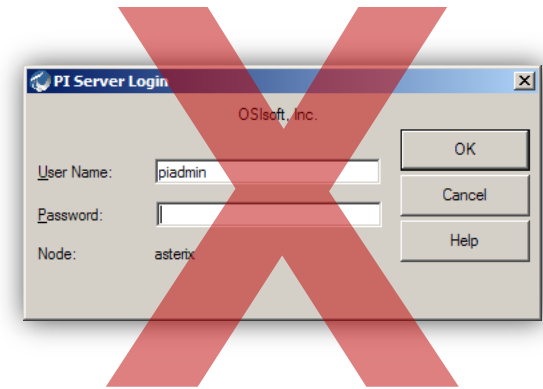 PI Server Login
OSIsoft, Inc.
User Name: piadmin
OK
Password:
Cancel
Node: asterix
Help